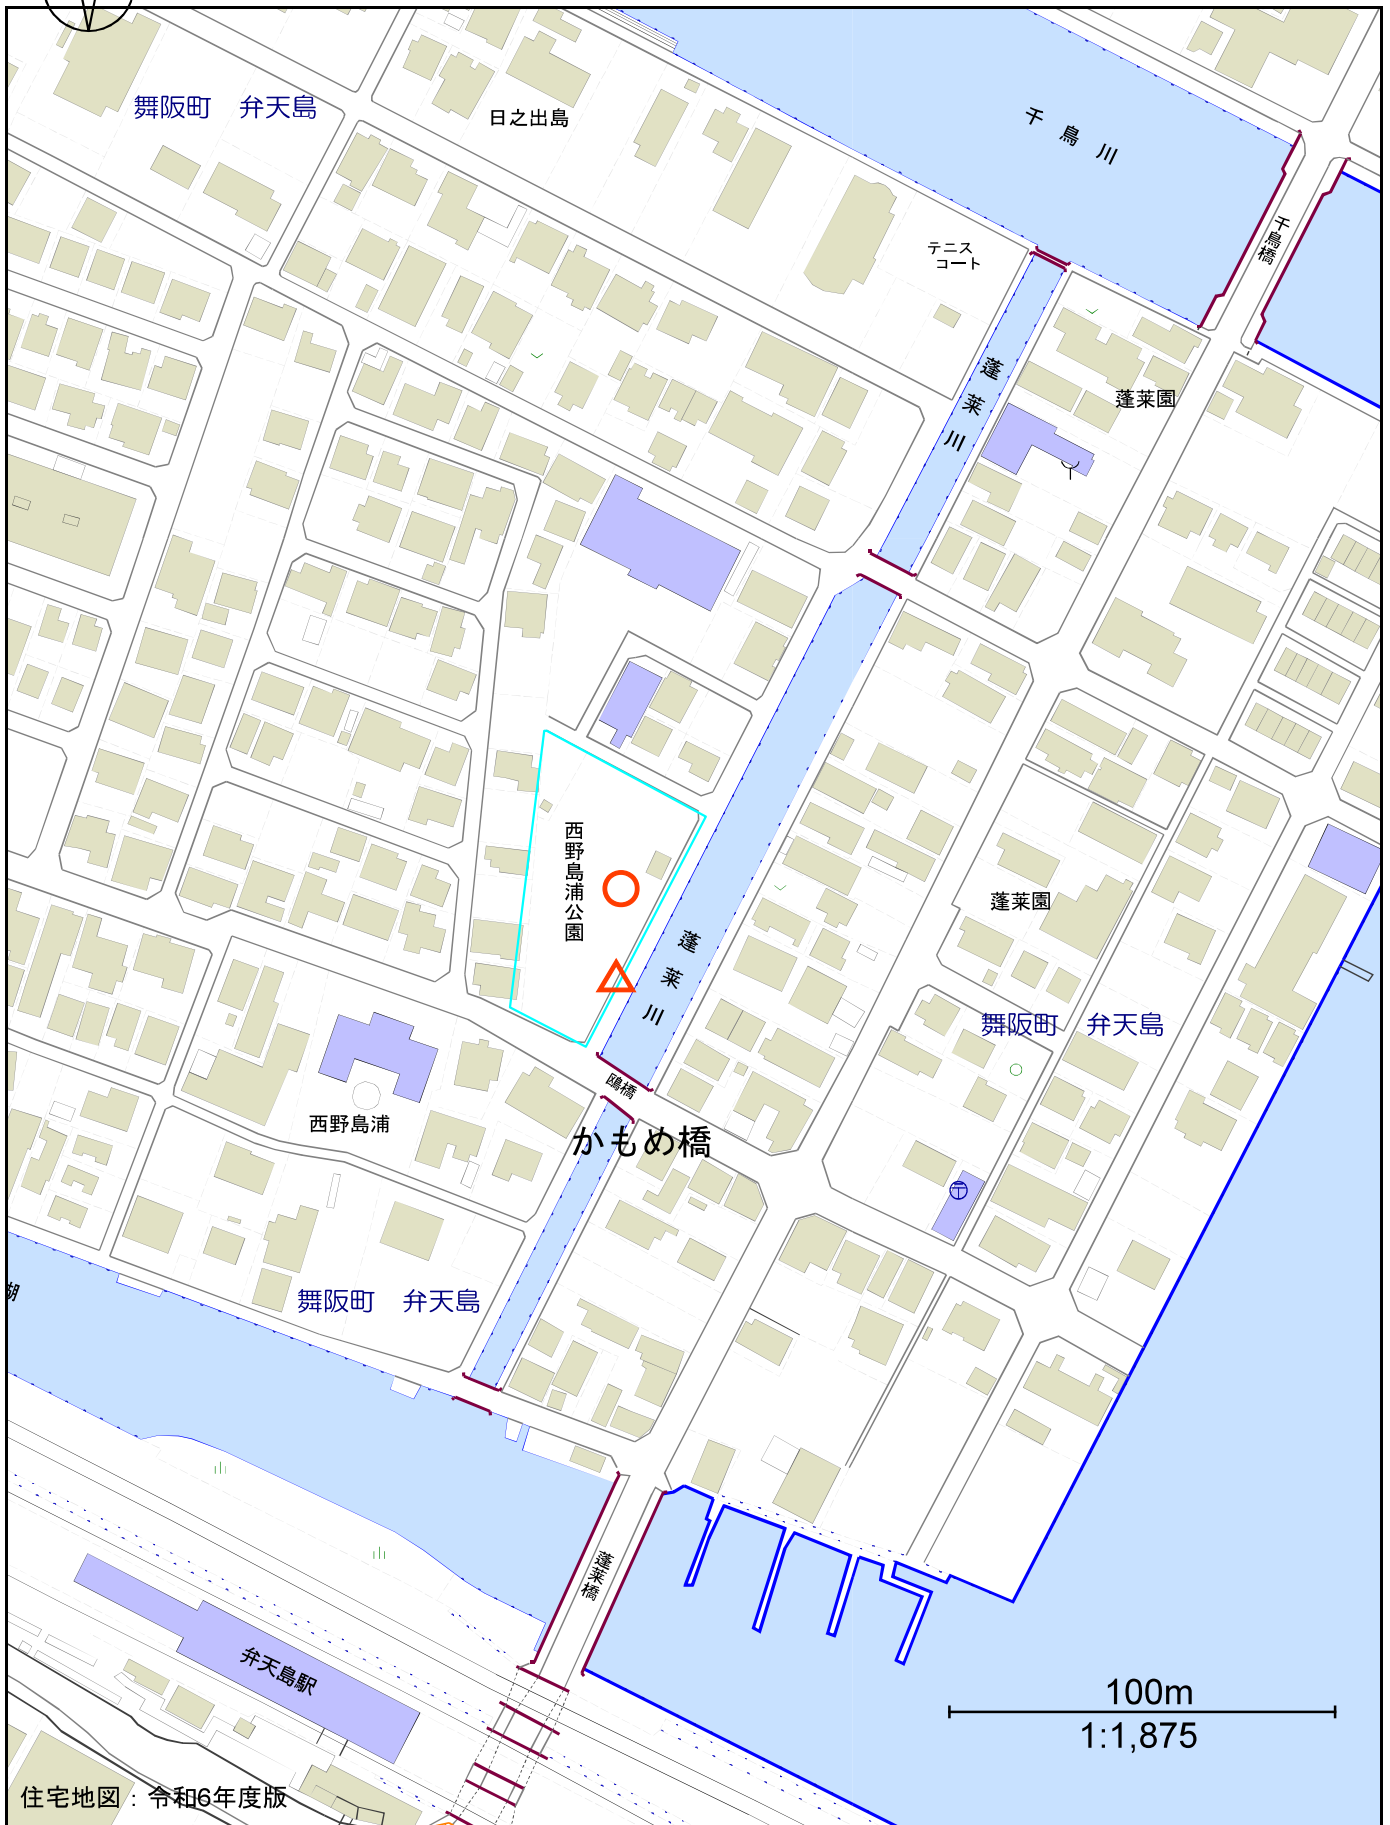 舞阪町　弁天島
日之出島
千鳥川
千鳥橋
テニス
コート
蓬莱川
蓬莱園
西野島浦公園
蓬莱川
蓬莱園
舞阪町　弁天島
鴎橋
かもめ橋
西野島浦
舞阪町　弁天島
湖
蓬莱橋
弁天島駅
100m
1:1,875
住宅地図：令和6年度版